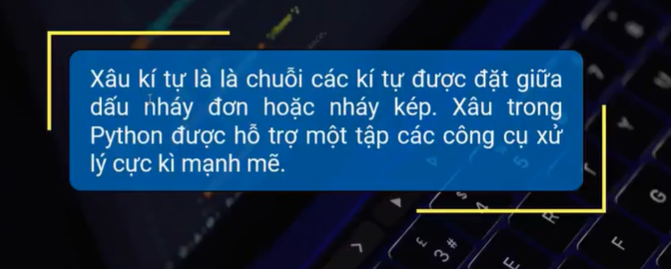 Xâu kí tự là là chuỗi các kí tự được đặt giữa
dấu nháy đơn hoặc nháy kép. Xâu trong
Python được hỗ trợ một tập các công cụ xử
lý cực kì mạnh mẽ.